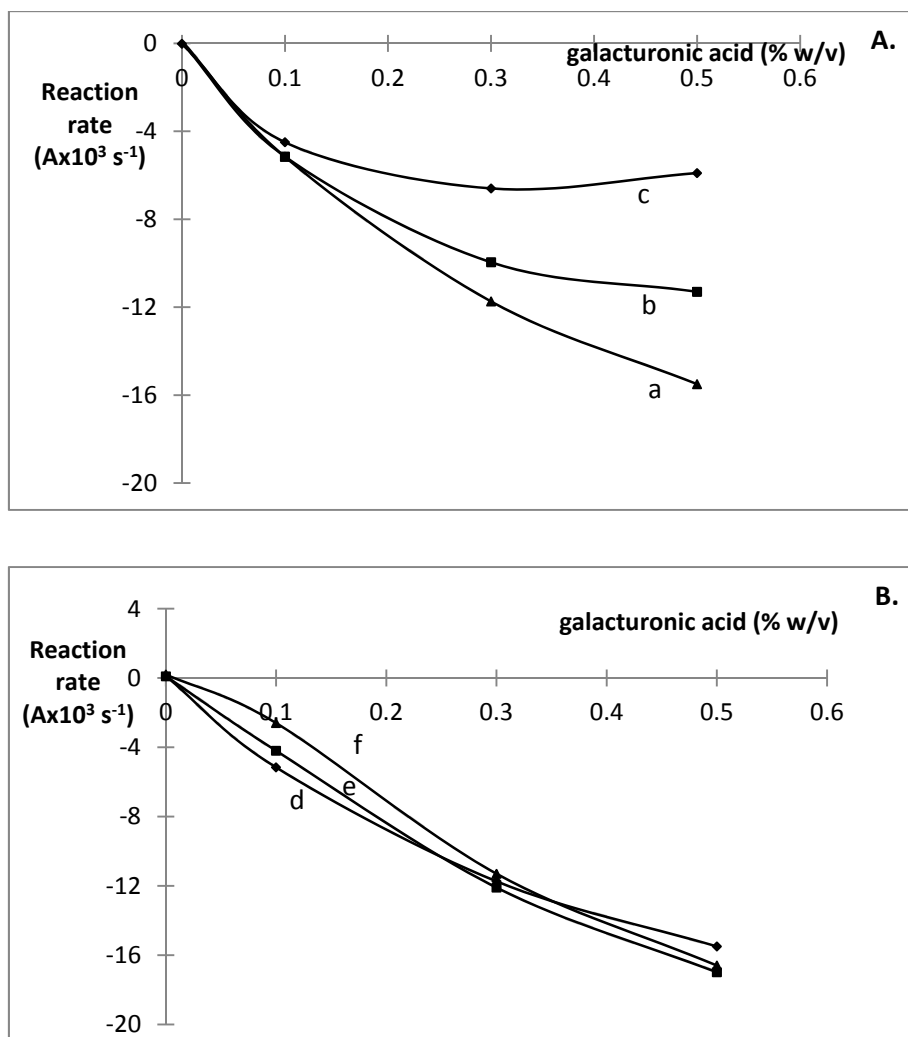 A.
galacturonic acid (% w/v)
0
0 0.1 0.2 0.3 0.4 0.5 0.6
Reaction
rate
(Ax10³ s⁻¹)
-4
c
-8
b
-12
a
-16
-20
B.
4
galacturonic acid (% w/v)
Reaction
rate
(Ax10³ s⁻¹)
0
0 0.1 0.2 0.3 0.4 0.5 0.6
f
-4
e
d
-8
-12
-16
-20